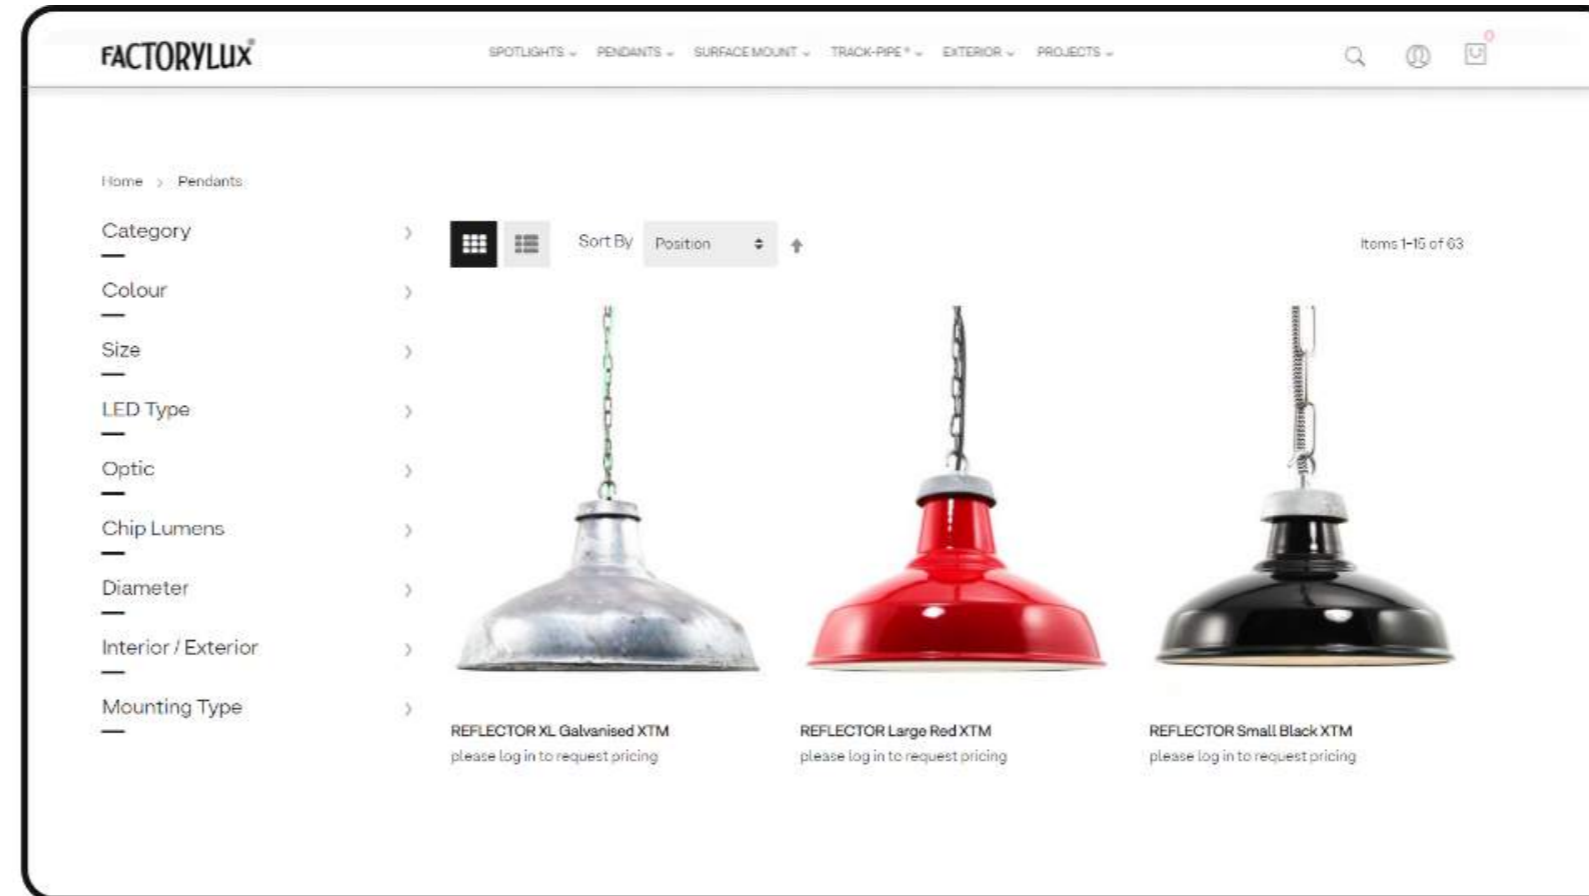 FACTORYLUX®
SPOTLIGHTS PENDANTS SURFACE MOUNT TRACK-PIPE® EXTERIOR PROJECTS
0
Home > Pendants
Category
Colour
Size
LED Type
Optic
Chip Lumens
Diameter
Interior / Exterior
Mounting Type
Sort By Position
Items 1-15 of 63
REFLECTOR XL Galvanised XTM
please log in to request pricing
REFLECTOR Large Red XTM
please log in to request pricing
REFLECTOR Small Black XTM
please log in to request pricing